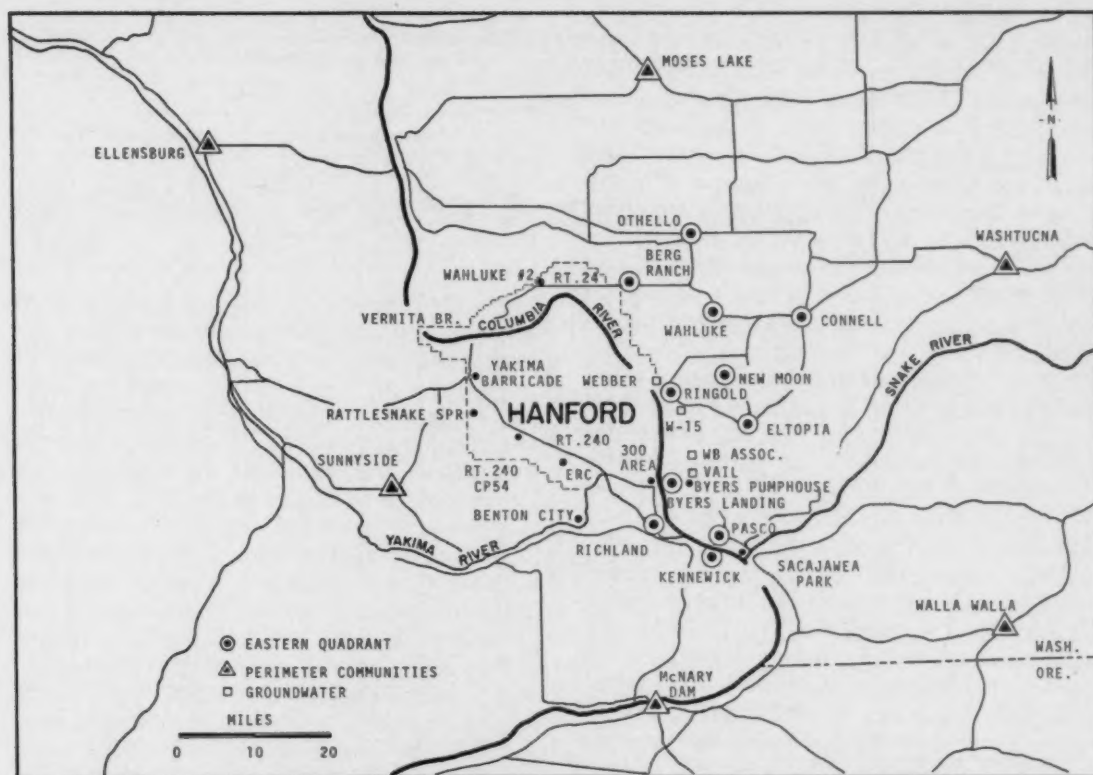 MOSES LAKE
-N-
ELLENSBURG
OTHELLO
WASHTUCNA
BERG
RANCH
WAHLUKE #2
RT. 24
VERNITA BR.
COLUMBIA
RIVER
WAHLUKE
CONNELL
SNAKE RIVER
YAKIMA
BARRICADE
WEBBER
NEW MOON
RINGOLD
RATTLESNAKE SPR
HANFORD
W-15
ELTOPIA
RT. 240
SUNNYSIDE
300
AREA
WB ASSOC.
VAIL
RT.240
CP54
ERC
BYERS PUMPHOUSE
BYERS LANDING
BENTON CITY
PASCO
YAKIMA
RIVER
RICHLAND
KENNEWICK
SACAJAWEA
PARK
WALLA WALLA
EASTERN QUADRANT
WASH.
PERIMETER COMMUNITIES
ORE.
GROUNDWATER
McNARY
DAM
MILES
0 10 20